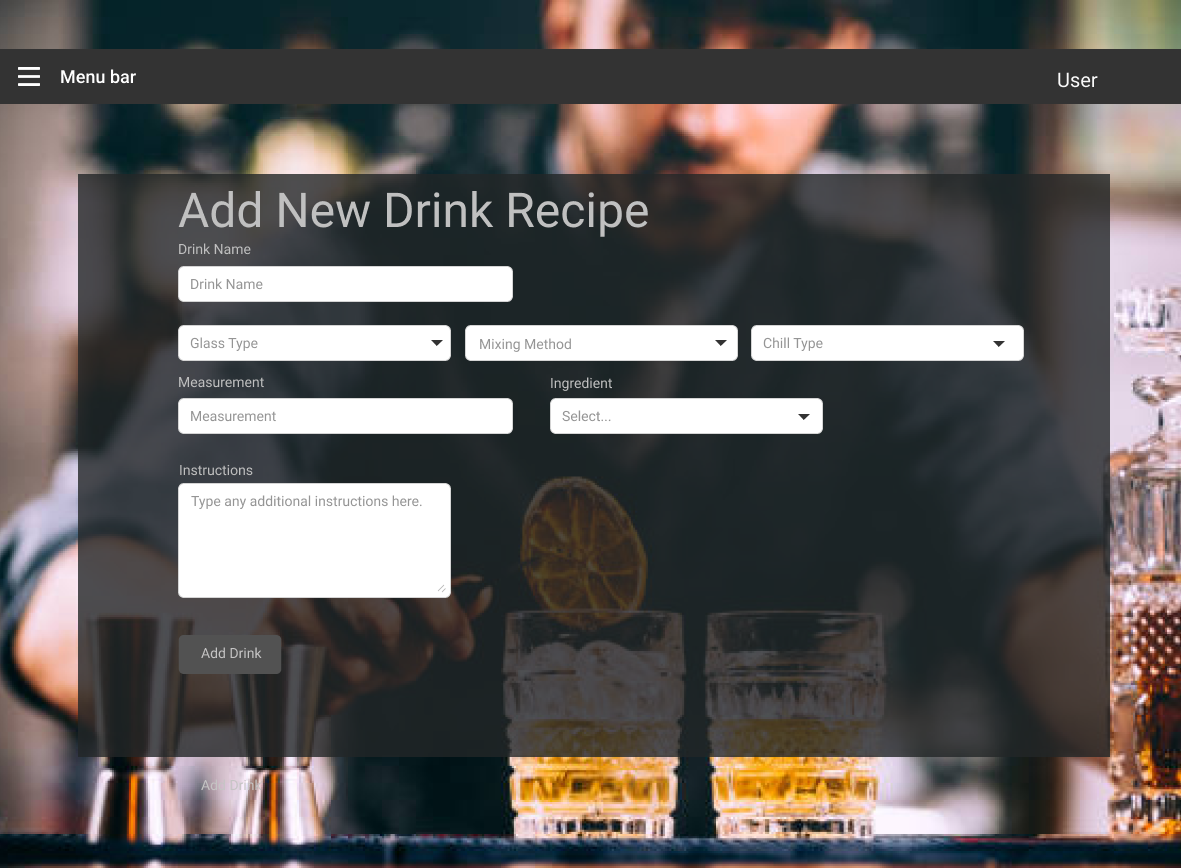 Menu bar
User
Add New Drink Recipe
Drink Name
Drink Name
Glass Type
Mixing Method
Chill Type
Measurement
Ingredient
Measurement
Select...
Instructions
Type any additional instructions here.
Add Drink
Add Drink